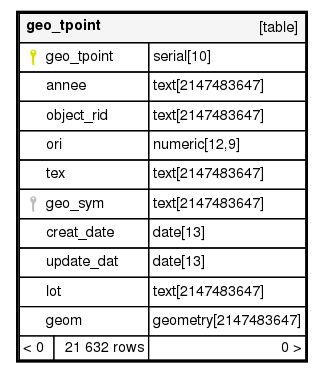 geo_tpoint [table]
geo_tpoint serial[10]
annee text[2147483647]
object_rid text[2147483647]
ori numeric[12,9]
tex text[2147483647]
geo_sym text[2147483647]
creat_date date[13]
update_dat date[13]
lot text[2147483647]
geom geometry[2147483647]
< 0 21 632 rows 0 >